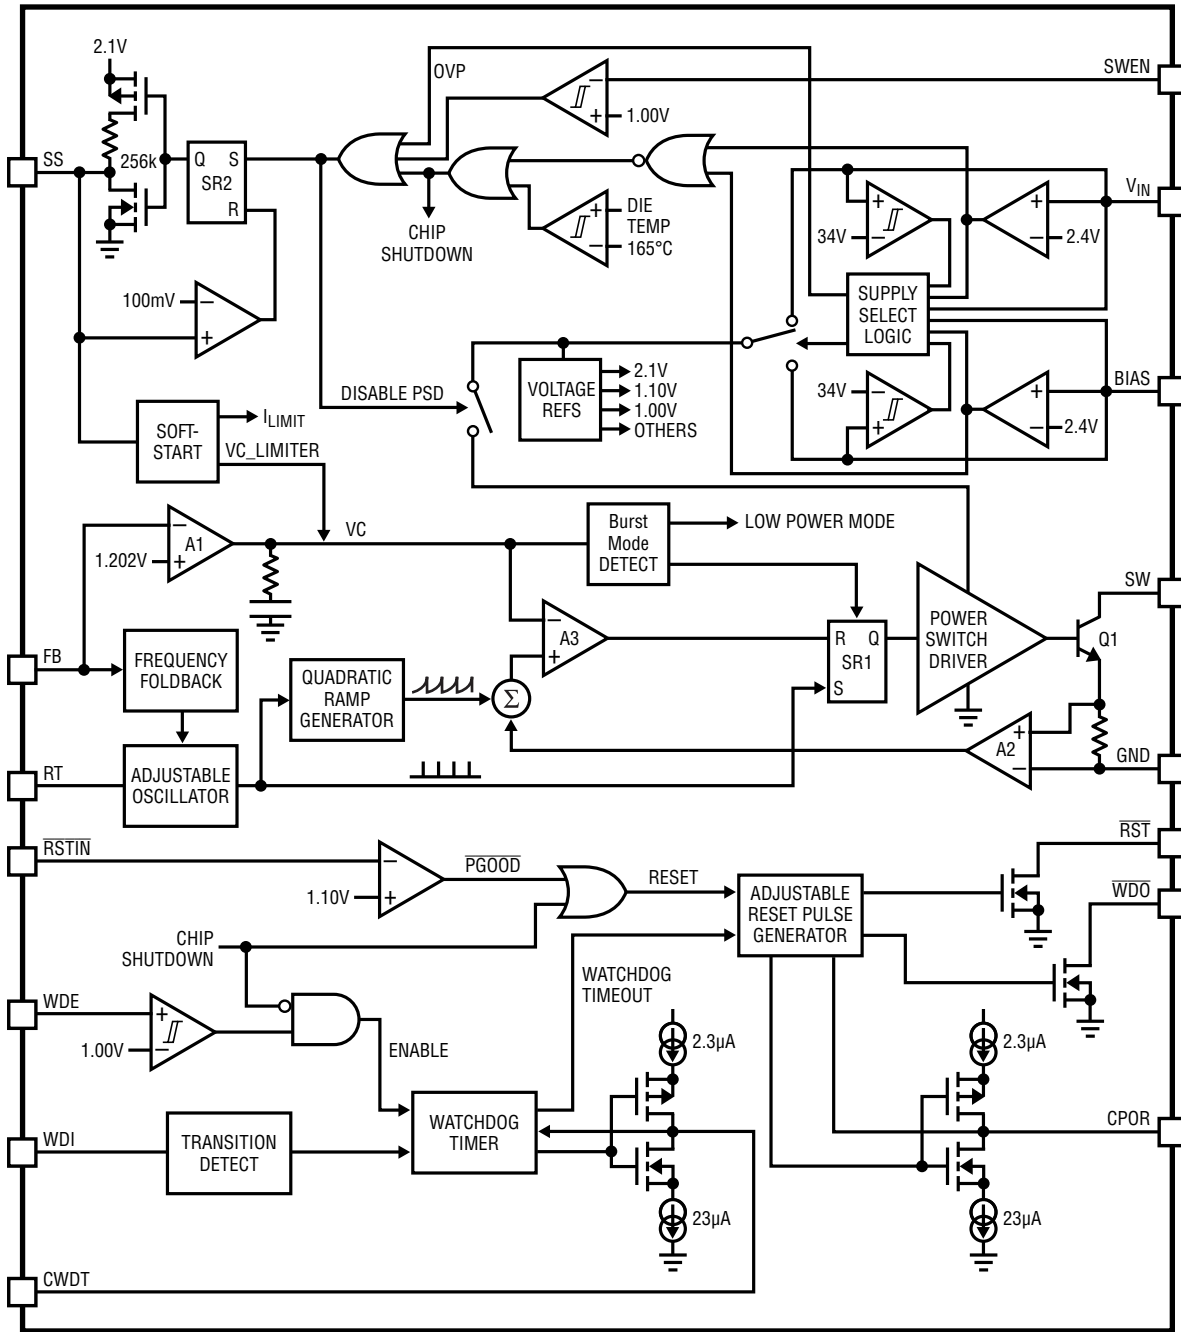 2.1V
OVP
SWEN
1.00V
SS
256k
Q S
SR2
R
DIE
TEMP
165°C
CHIP
SHUTDOWN
VIN
34V
2.4V
100mV
SUPPLY
SELECT
LOGIC
DISABLE PSD
VOLTAGE
REFS
2.1V
1.10V
1.00V
OTHERS
34V
2.4V
BIAS
SOFT-
START
ILIMIT
VC_LIMITER
A1
1.202V
VC
Burst
Mode
DETECT
LOW POWER MODE
SW
A3
R Q
SR1
S
POWER
SWITCH
DRIVER
Q1
FB
FREQUENCY
FOLDBACK
QUADRATIC
RAMP
GENERATOR
Σ
A2
GND
RT
ADJUSTABLE
OSCILLATOR
R̅S̅T̅I̅N̅
P̅G̅O̅O̅D̅
1.10V
RESET
ADJUSTABLE
RESET PULSE
GENERATOR
R̅S̅T̅
W̅D̅O̅
CHIP
SHUTDOWN
WATCHDOG
TIMEOUT
WDE
1.00V
ENABLE
2.3µA
2.3µA
WDI
TRANSITION
DETECT
WATCHDOG
TIMER
CPOR
23µA
23µA
CWDT